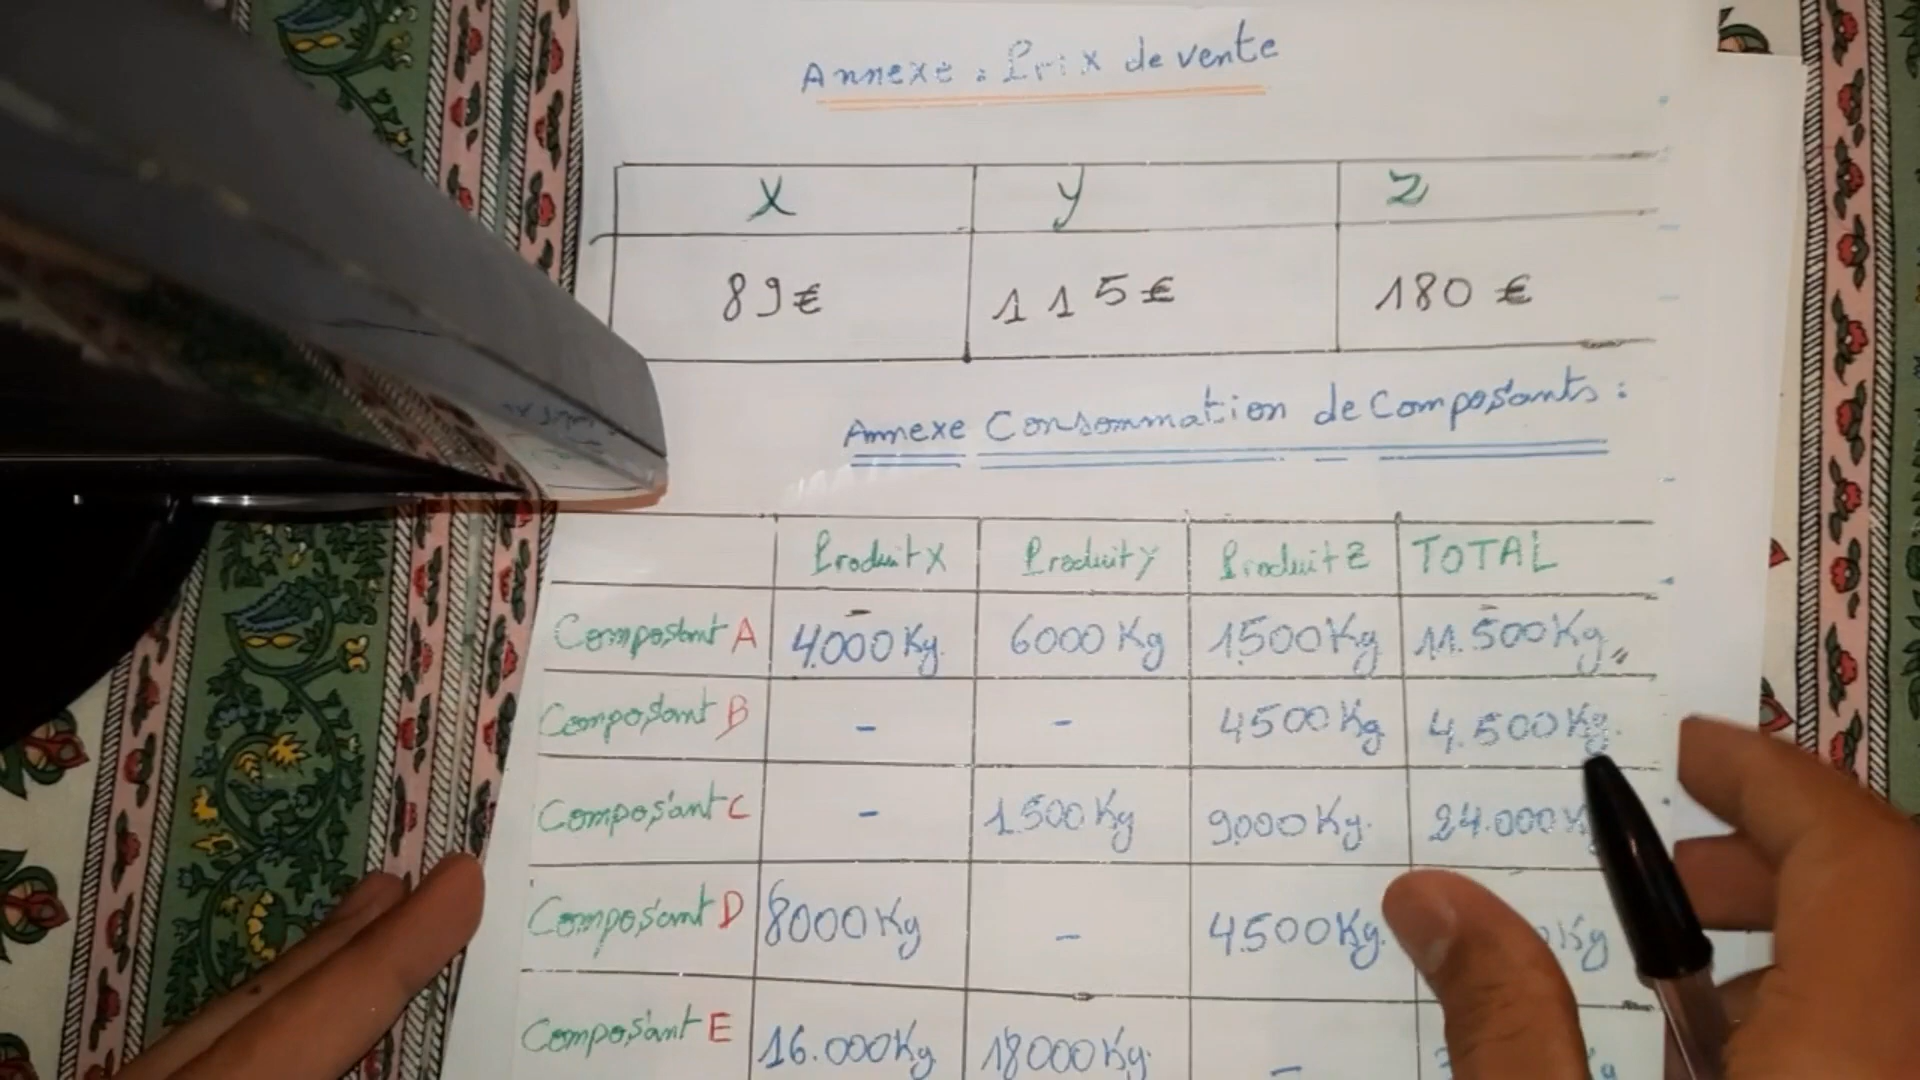 Annexe : Prix de vente
X y Z
89€ 115€ 180 €
Annexe Consommation de Composants :
Produit X Produit y Produit Z TOTAL
Composant A 4.000 Kg. 6000 Kg 1.500 Kg 11.500 Kg
Composant B - - 4500 Kg 4.500 Kg.
Composant C - 1.500 Kg 9.000 Kg. 24.000
Composant D 8000 Kg - 4.500 Kg. Kg
Composant E 16.000 Kg. 18000 Kg. -